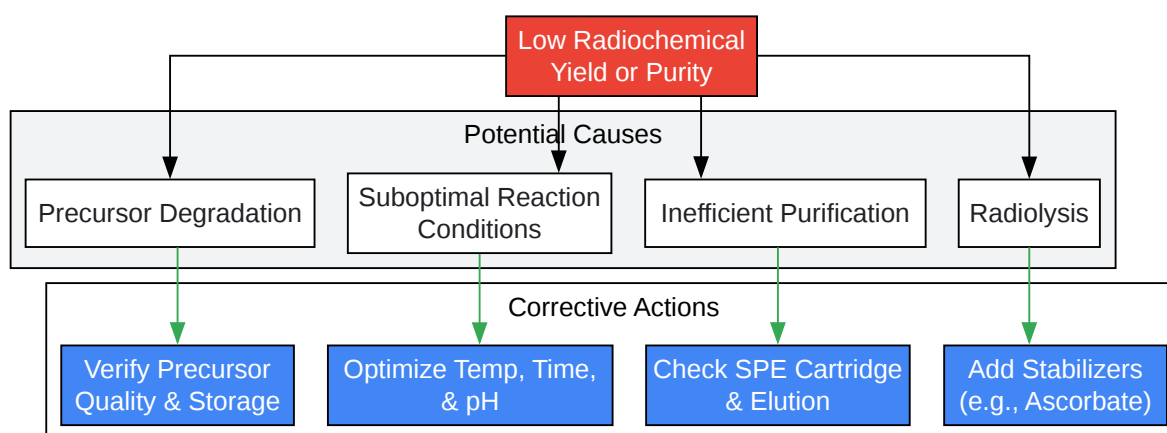 Low Radiochemical
Yield or Purity
Potential Causes
Precursor Degradation
Suboptimal Reaction
Conditions
Inefficient Purification
Radiolysis
Corrective Actions
Verify Precursor
Quality & Storage
Optimize Temp, Time,
& pH
Check SPE Cartridge
& Elution
Add Stabilizers
(e.g., Ascorbate)